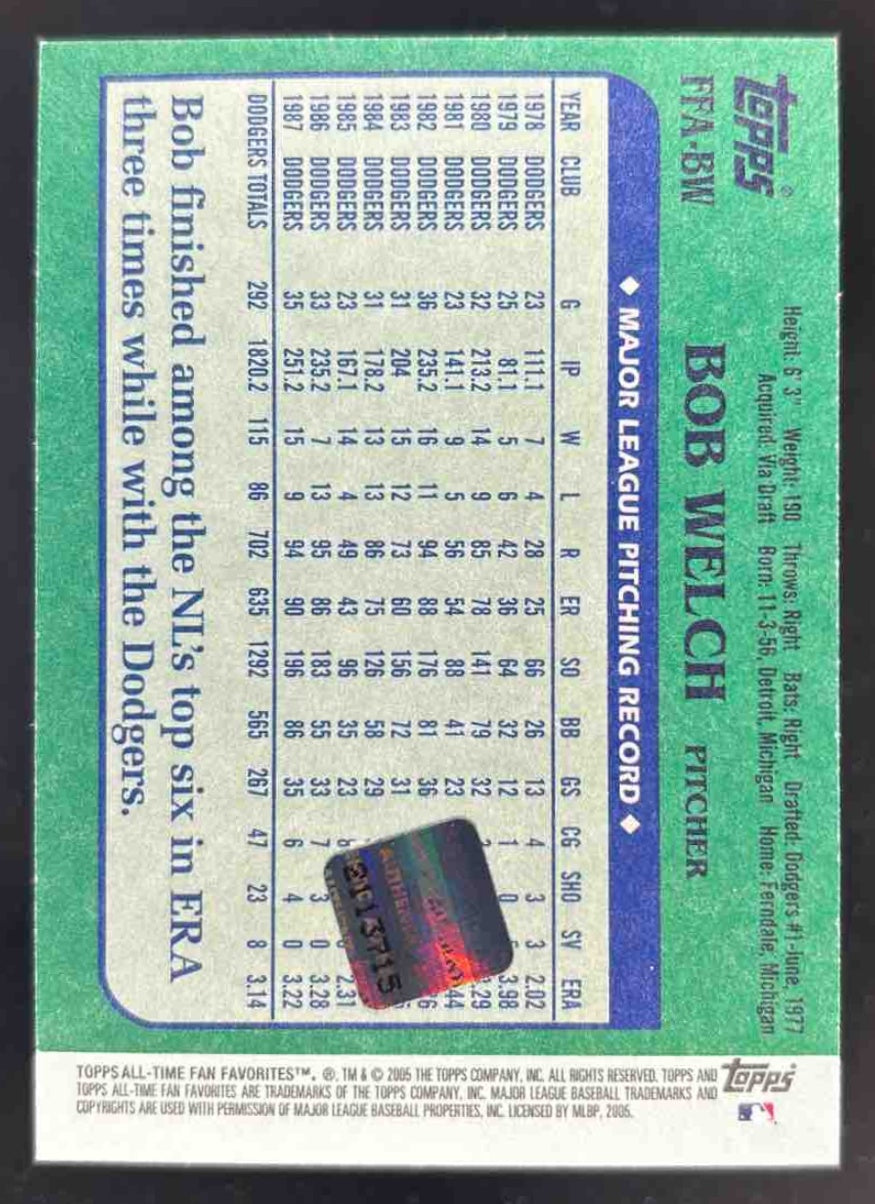 Topps®
FFA-BW
Height: 6' 3" Weight: 190 Throws: Right Bats: Right Drafted: Dodgers #1-June, 1977
Acquired: Via Draft Born: 11-3-56, Detroit, Michigan Home: Ferndale, Michigan
BOB WELCH PITCHER
◆ MAJOR LEAGUE PITCHING RECORD ◆
YEAR CLUB G IP W L R ER SO BB GS CG SHO SV ERA
1978 DODGERS 23 111.1 7 4 28 25 66 26 13 4 3 3 2.02
1979 DODGERS 25 81.1 5 6 42 36 64 32 12 1 0 3.98
1980 DODGERS 32 213.2 14 9 85 78 141 79 32 .29
1981 DODGERS 23 141.1 9 5 56 54 88 41 23 .44
1982 DODGERS 36 235.2 16 11 94 88 176 81 36 6
1983 DODGERS 31 204 15 12 73 60 156 72 31
1984 DODGERS 31 178.2 13 13 86 75 126 58 29
1985 DODGERS 23 167.1 14 4 49 43 96 35 23 2.31
1986 DODGERS 33 235.2 7 13 95 86 183 55 33 7 3 0 3.28
1987 DODGERS 35 251.2 15 9 94 90 196 86 35 6 4 0 3.22
DODGERS TOTALS 292 1820.2 115 86 702 635 1292 565 267 47 23 8 3.14
Bob finished among the NL's top six in ERA
three times while with the Dodgers.
TOPPS ALL-TIME FAN FAVORITES™, ®, TM & © 2005 THE TOPPS COMPANY, INC. ALL RIGHTS RESERVED. TOPPS AND
TOPPS ALL-TIME FAN FAVORITES ARE TRADEMARKS OF THE TOPPS COMPANY, INC. MAJOR LEAGUE BASEBALL TRADEMARKS AND
COPYRIGHTS ARE USED WITH PERMISSION OF MAJOR LEAGUE BASEBALL PROPERTIES, INC. LICENSED BY MLBP, 2005.
Topps